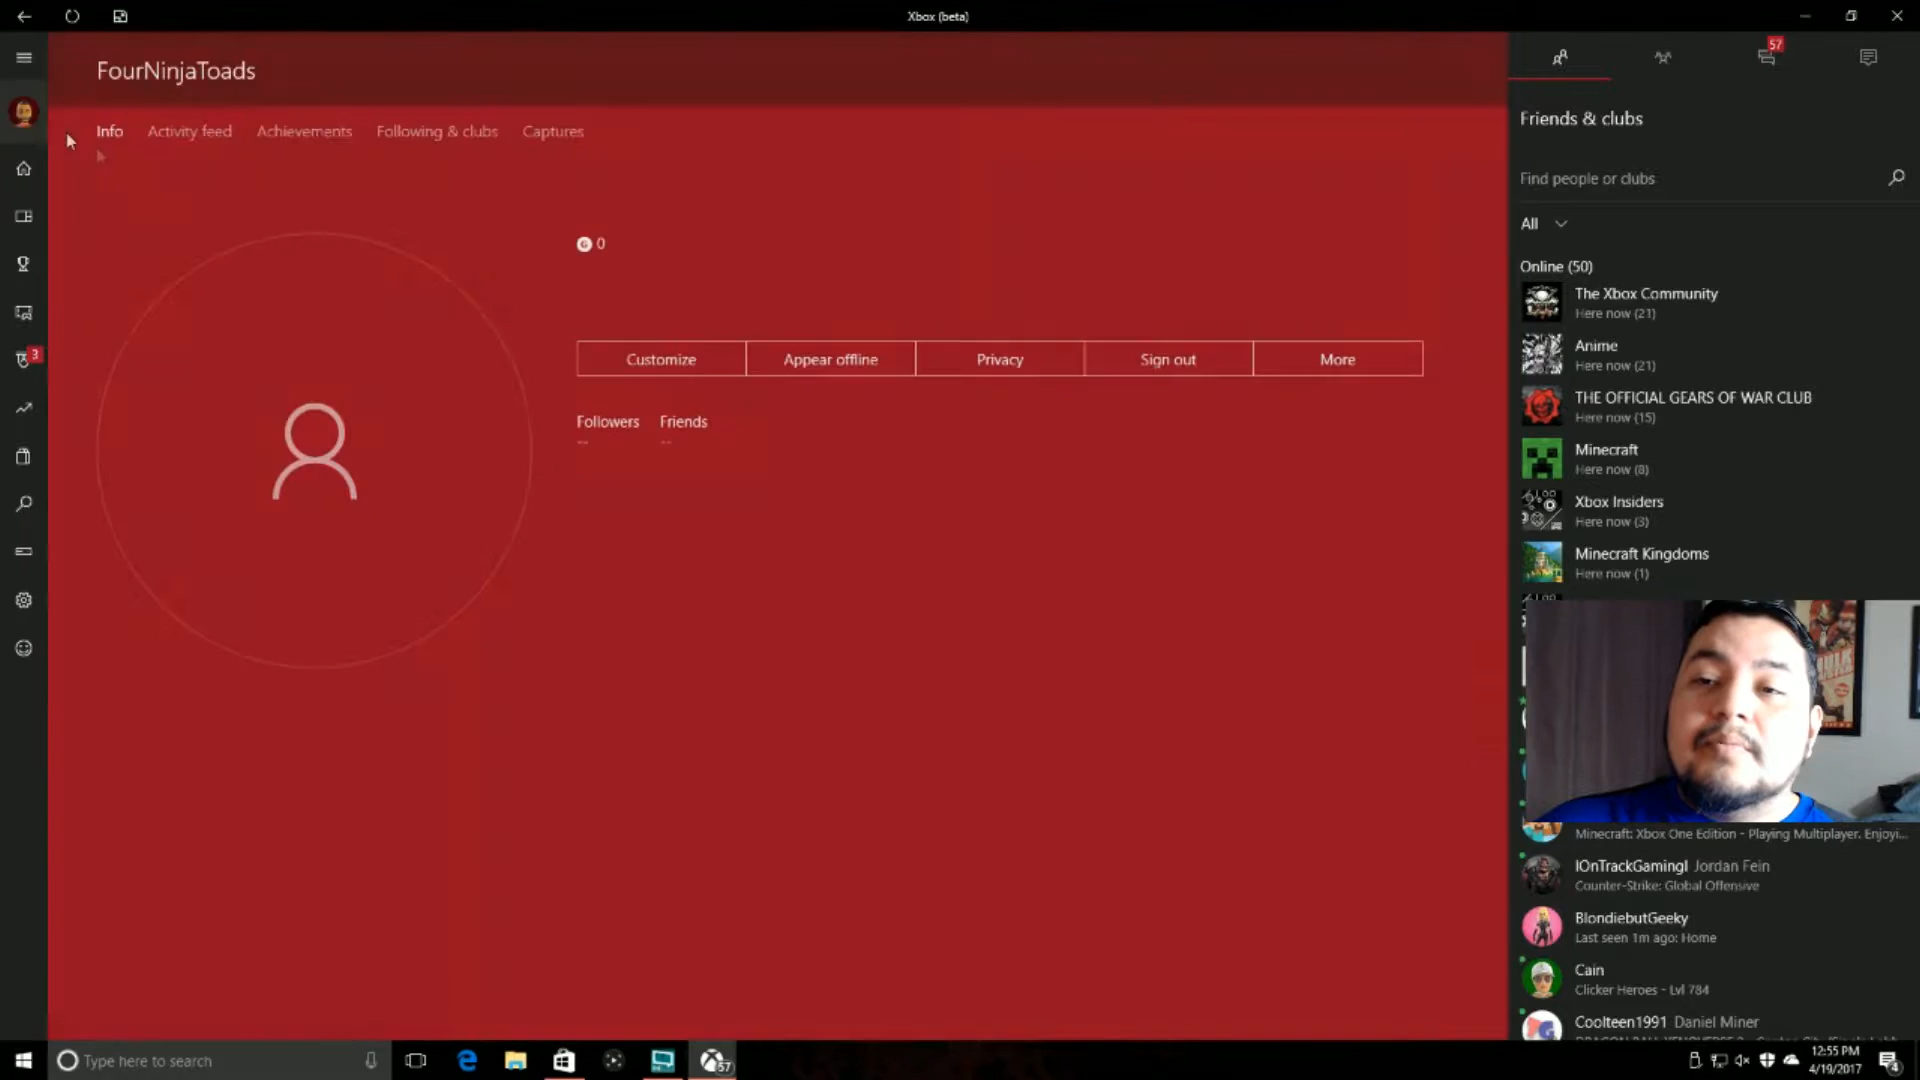 Xbox (beta)
FourNinjaToads
Info
Activity feed
Achievements
Following & clubs
Captures
G 0
Customize
Appear offline
Privacy
Sign out
More
Followers
Friends
--
--
3
57
Friends & clubs
Find people or clubs
All
Online (50)
The Xbox Community
Here now (21)
Anime
Here now (21)
THE OFFICIAL GEARS OF WAR CLUB
Here now (15)
Minecraft
Here now (8)
Xbox Insiders
Here now (3)
Minecraft Kingdoms
Here now (1)
Minecraft: Xbox One Edition - Playing Multiplayer. Enjoyi...
IOnTrackGamingI Jordan Fein
Counter-Strike: Global Offensive
BlondiebutGeeky
Last seen 1m ago: Home
Cain
Clicker Heroes - Lvl 784
Coolteen1991 Daniel Miner
Type here to search
57
12:55 PM
4/19/2017
4